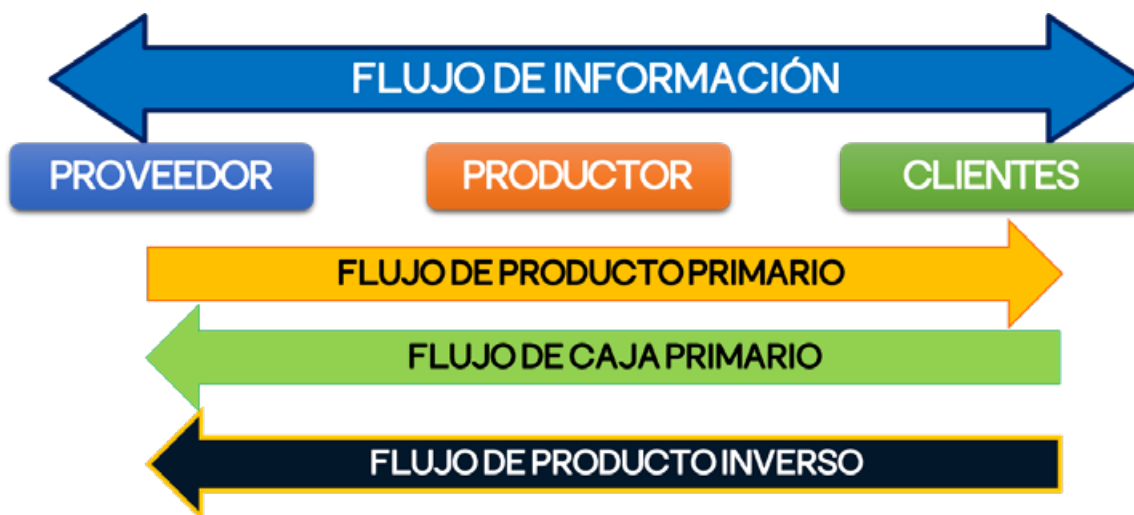 FLUJO DE INFORMACIÓN
PROVEEDOR
PRODUCTOR
CLIENTES
FLUJO DE PRODUCTO PRIMARIO
FLUJO DE CAJA PRIMARIO
FLUJO DE PRODUCTO INVERSO